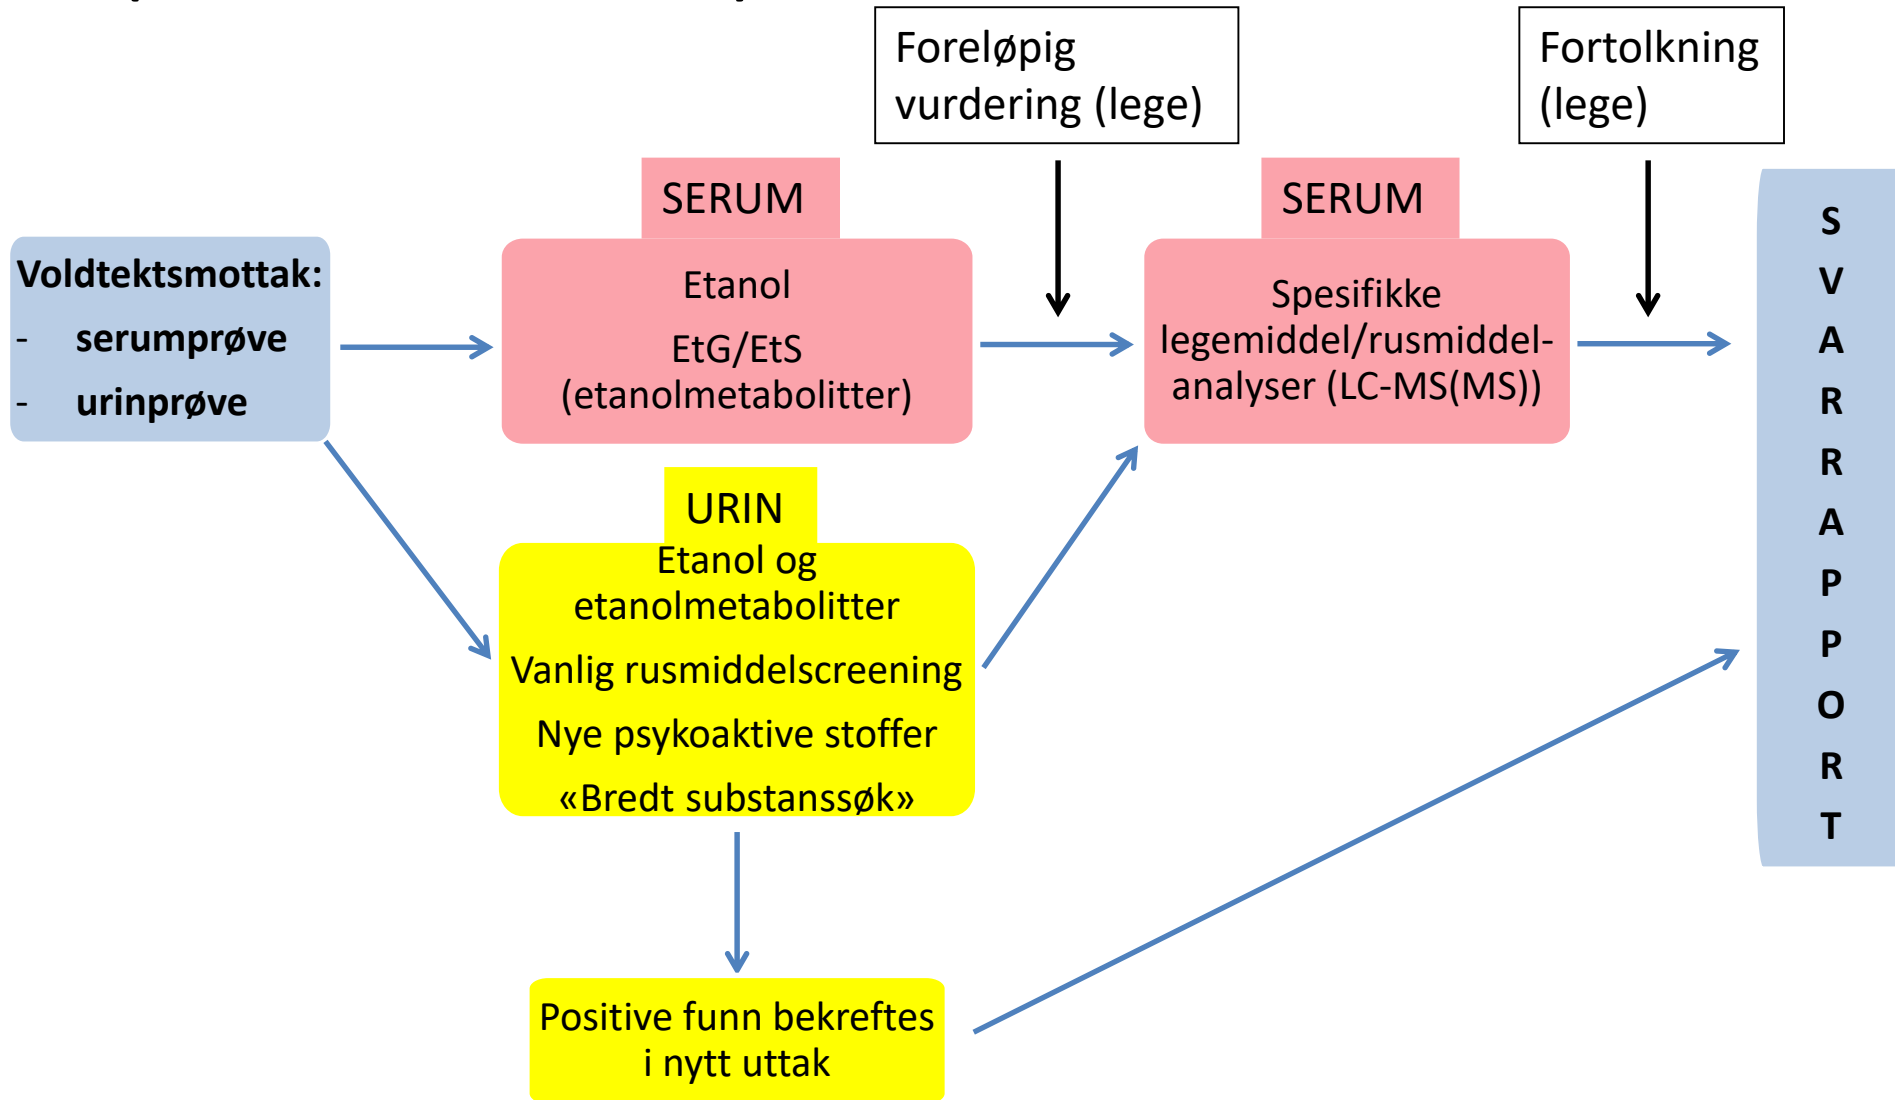 Foreløpig
vurdering (lege)
Fortolkning
(lege)
SERUM
SERUM
Voldtektsmottak:
- serumprøve
- urinprøve
Etanol
EtG/EtS
(etanolmetabolitter)
Spesifikke
legemiddel/rusmiddel-
analyser (LC-MS(MS))
URIN
Etanol og
etanolmetabolitter
Vanlig rusmiddelscreening
Nye psykoaktive stoffer
«Bredt substanssøk»
Positive funn bekreftes
i nytt uttak
S
V
A
R
R
A
P
P
O
R
T